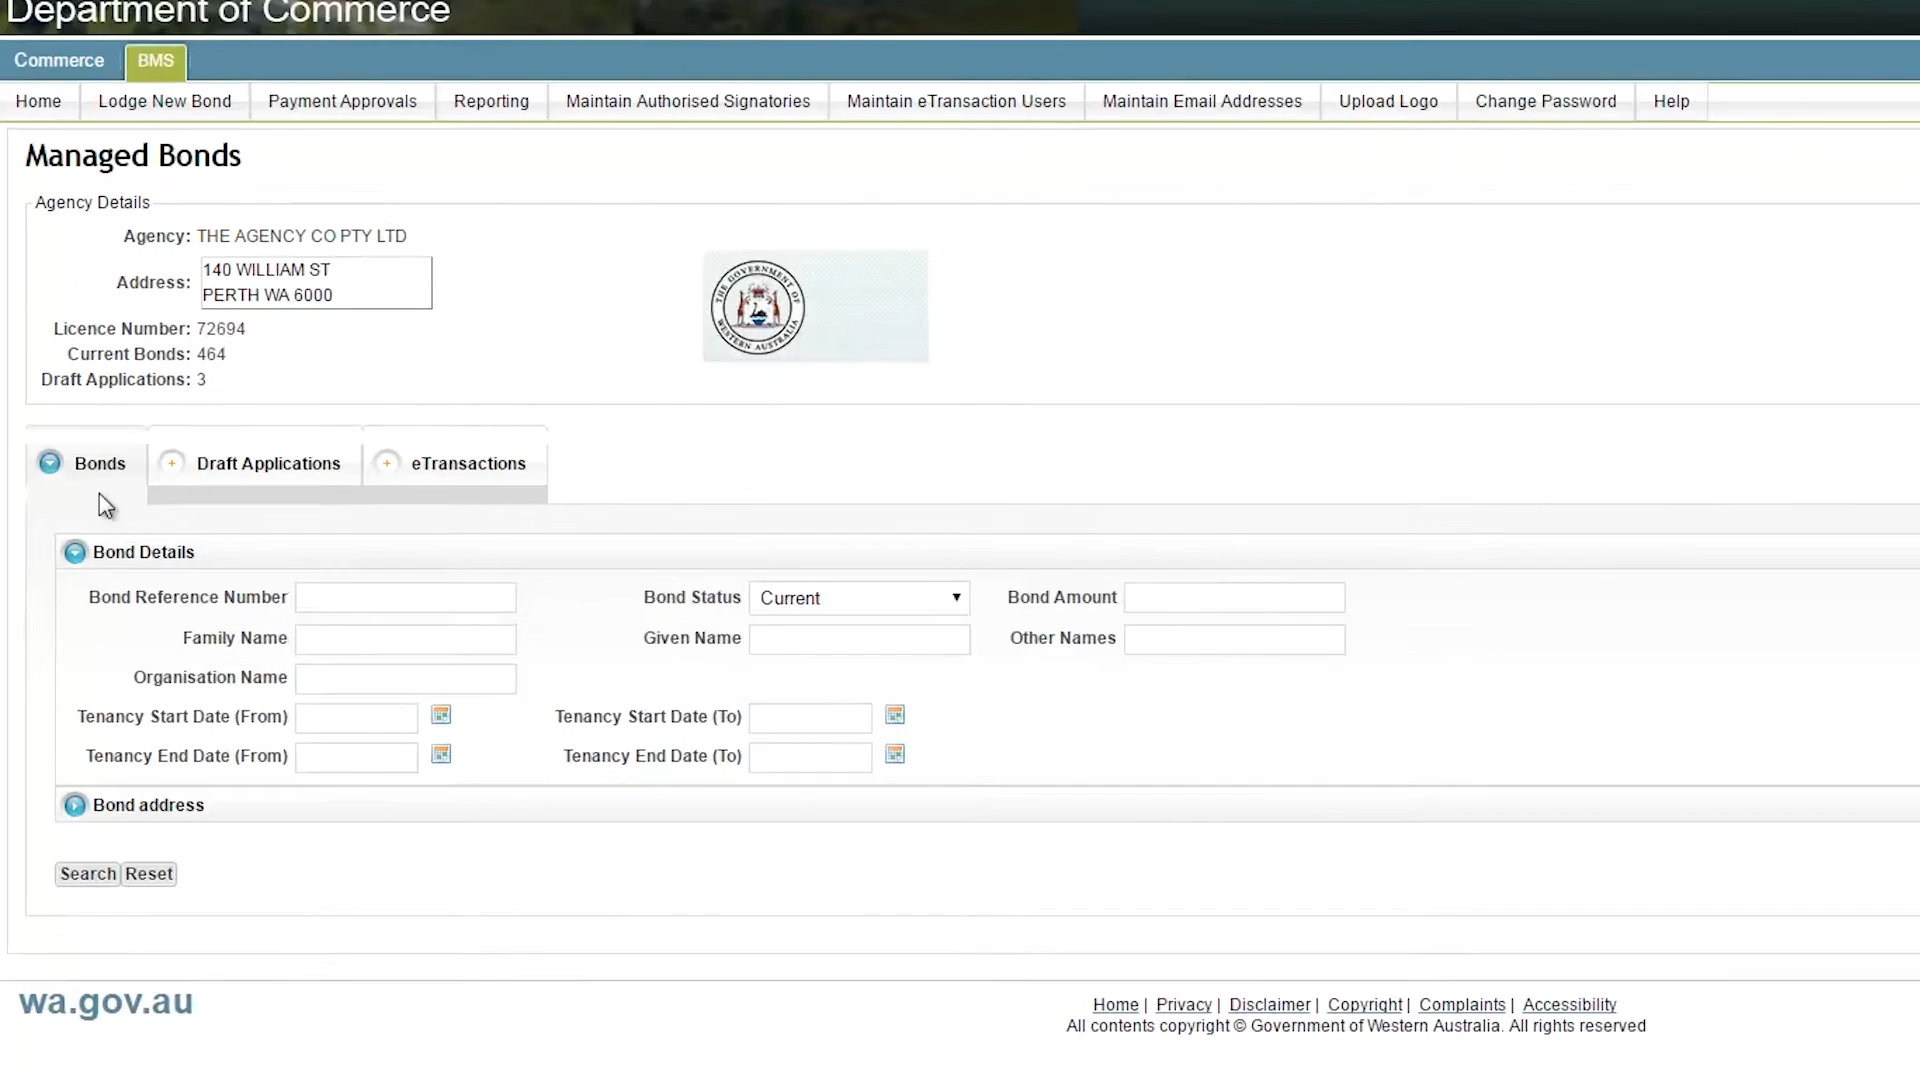 Department of Commerce
Commerce BMS
Home Lodge New Bond Payment Approvals Reporting Maintain Authorised Signatories Maintain eTransaction Users Maintain Email Addresses Upload Logo Change Password Help
Managed Bonds
Agency Details
Agency: THE AGENCY CO PTY LTD
Address: 140 WILLIAM ST
PERTH WA 6000
THE GOVERNMENT OF WESTERN AUSTRALIA
Licence Number: 72694
Current Bonds: 464
Draft Applications: 3
Bonds Draft Applications eTransactions
Bond Details
Bond Reference Number Bond Status Current Bond Amount
Family Name Given Name Other Names
Organisation Name
Tenancy Start Date (From) Tenancy Start Date (To)
Tenancy End Date (From) Tenancy End Date (To)
Bond address
Search Reset
wa.gov.au
Home | Privacy | Disclaimer | Copyright | Complaints | Accessibility
All contents copyright © Government of Western Australia. All rights reserved